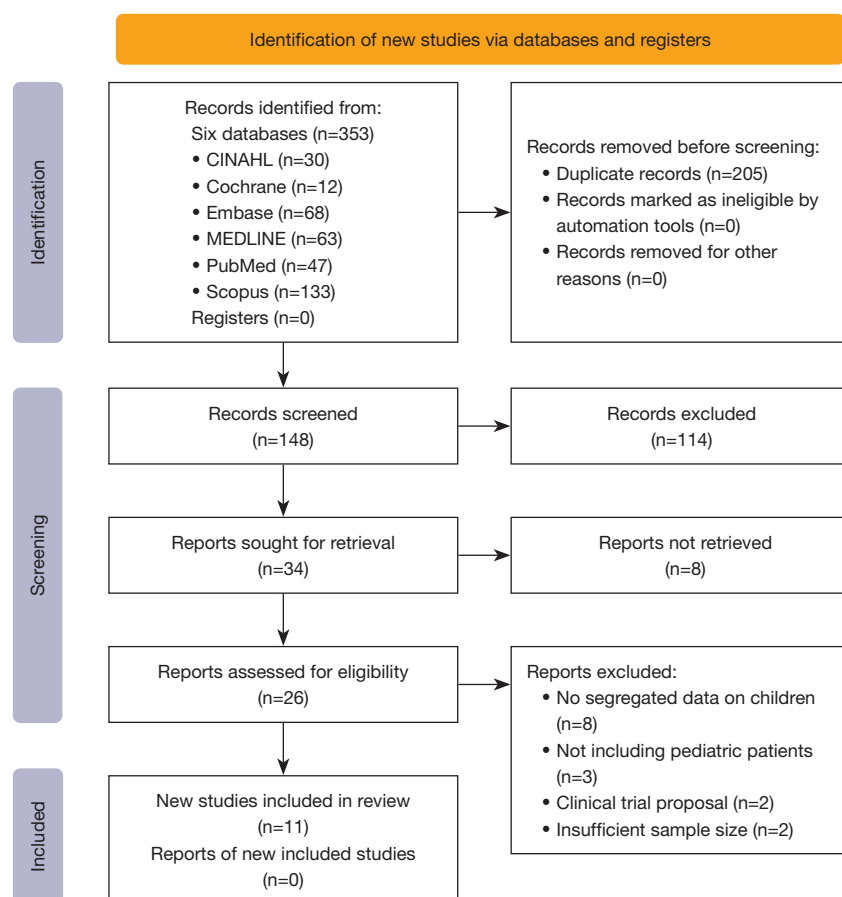 Identification of new studies via databases and registers
Identification
Records identified from:
Six databases (n=353)
• CINAHL (n=30)
• Cochrane (n=12)
• Embase (n=68)
• MEDLINE (n=63)
• PubMed (n=47)
• Scopus (n=133)
Registers (n=0)
Records removed before screening:
• Duplicate records (n=205)
• Records marked as ineligible by
automation tools (n=0)
• Records removed for other
reasons (n=0)
Screening
Records screened
(n=148)
Records excluded
(n=114)
Reports sought for retrieval
(n=34)
Reports not retrieved
(n=8)
Reports assessed for eligibility
(n=26)
Reports excluded:
• No segregated data on children
(n=8)
• Not including pediatric patients
(n=3)
• Clinical trial proposal (n=2)
• Insufficient sample size (n=2)
Included
New studies included in review
(n=11)
Reports of new included studies
(n=0)